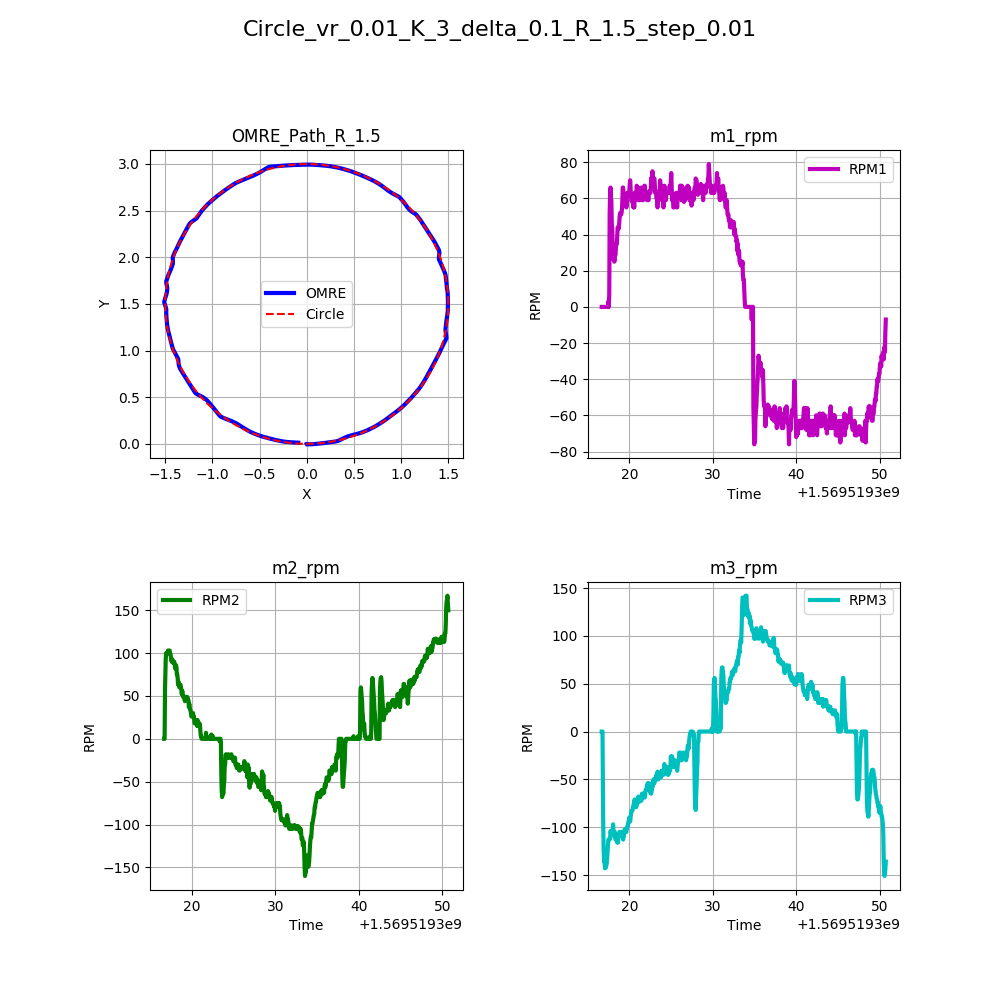 Circle_vr_0.01_K_3_delta_0.1_R_1.5_step_0.01
OMRE_Path_R_1.5
3.0
2.5
2.0
1.5
1.0
0.5
0.0
Y
OMRE
Circle
−1.5 −1.0 −0.5 0.0 0.5 1.0 1.5
X
m1_rpm
80
60
40
20
0
−20
−40
−60
−80
RPM
RPM1
20 30 40 50
Time
+1.5695193e9
m2_rpm
150
100
50
0
−50
−100
−150
RPM
RPM2
20 30 40 50
Time
+1.5695193e9
m3_rpm
150
100
50
0
−50
−100
−150
RPM
RPM3
20 30 40 50
Time
+1.5695193e9